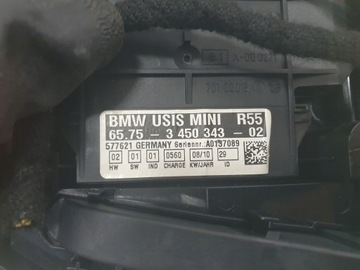 BMW USIS MINI R55
65.75 - 3 450 343 - 02
577621 GERMANY Seriennr. A0137089
02 01 01 0560 08/10 29
HW SW IND CHARGE KW/JAHR ID